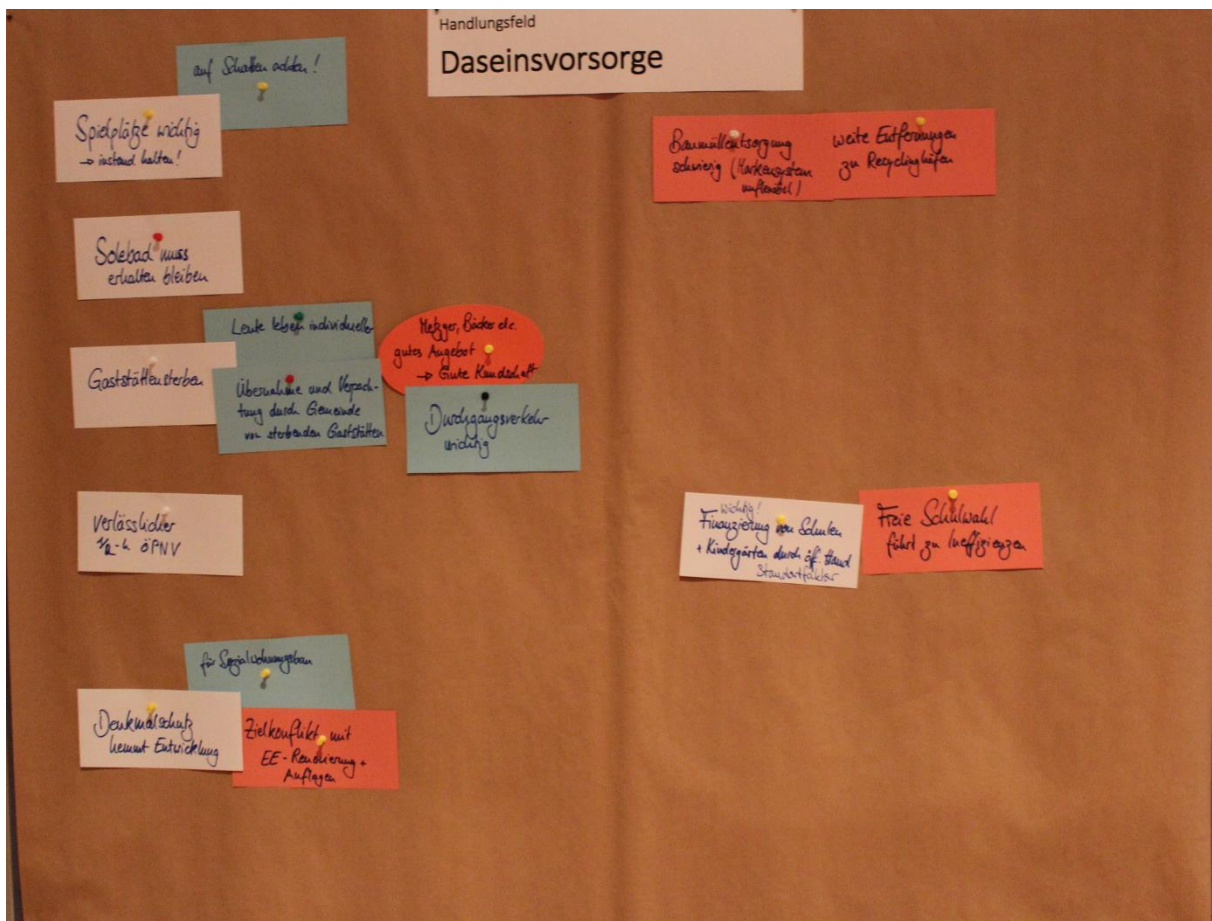 Handlungsfeld
Daseinsvorsorge
auf Schatten achten!
Spielplätze wichtig
→ instand halten!
Solebad muss
erhalten bleiben
Leute leben individueller
Gaststättensterben
Übernahme und Verpach-
tung durch Gemeinde
von sterbenden Gaststätten
Metzger, Bäcker etc.
gutes Angebot
→ Gute Kundschaft
Durchgangsverkehr
wichtig
Verlässlicher
1/2-h ÖPNV
für Sozialwohnungsbau
Denkmalschutz
hemmt Entwicklung
Zielkonflikt mit
EE-Renovierung +
Auflagen
Baumüllentsorgung
schwierig (Markensystem
unflexibel)
weite Entfernungen
zu Recyclinghöfen
wichtig!
Finanzierung von Schulen
+ Kindergärten durch öff. Hand
Standortfaktor
Freie Schulwahl
führt zu Ineffizienzen